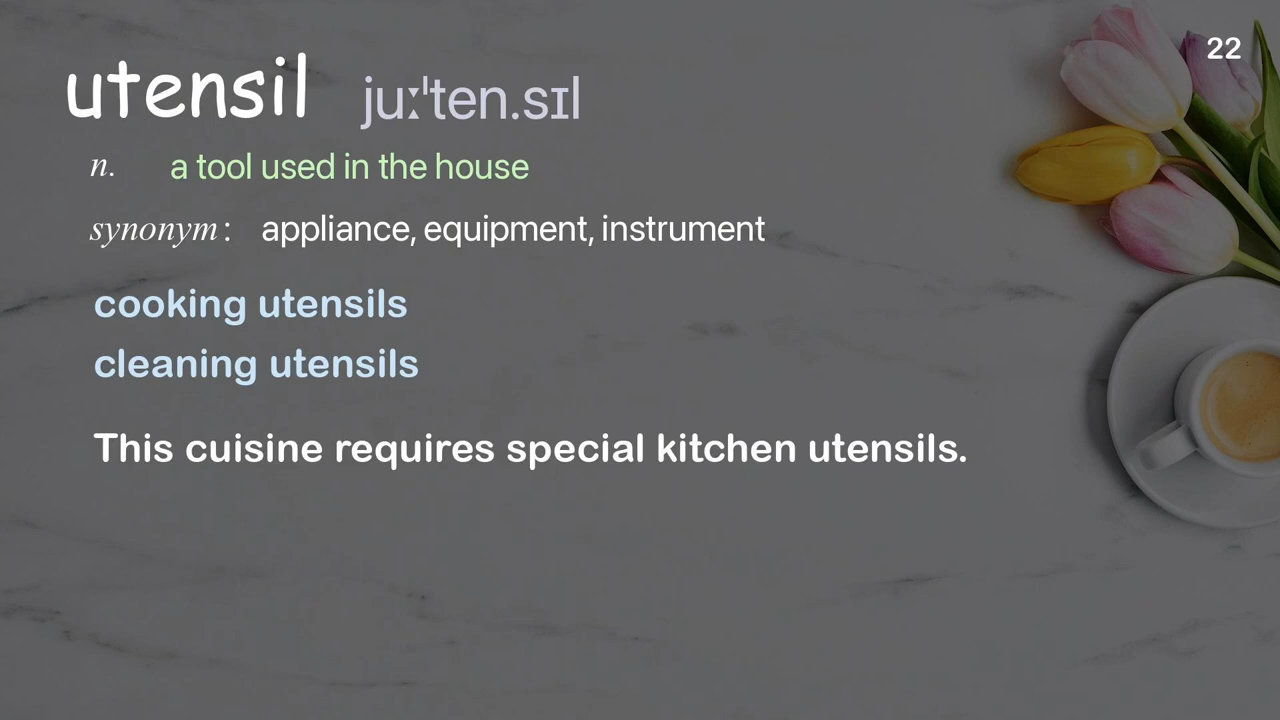 22
utensil juːˈten.sɪl
n. a tool used in the house
synonym: appliance, equipment, instrument
cooking utensils
cleaning utensils
This cuisine requires special kitchen utensils.